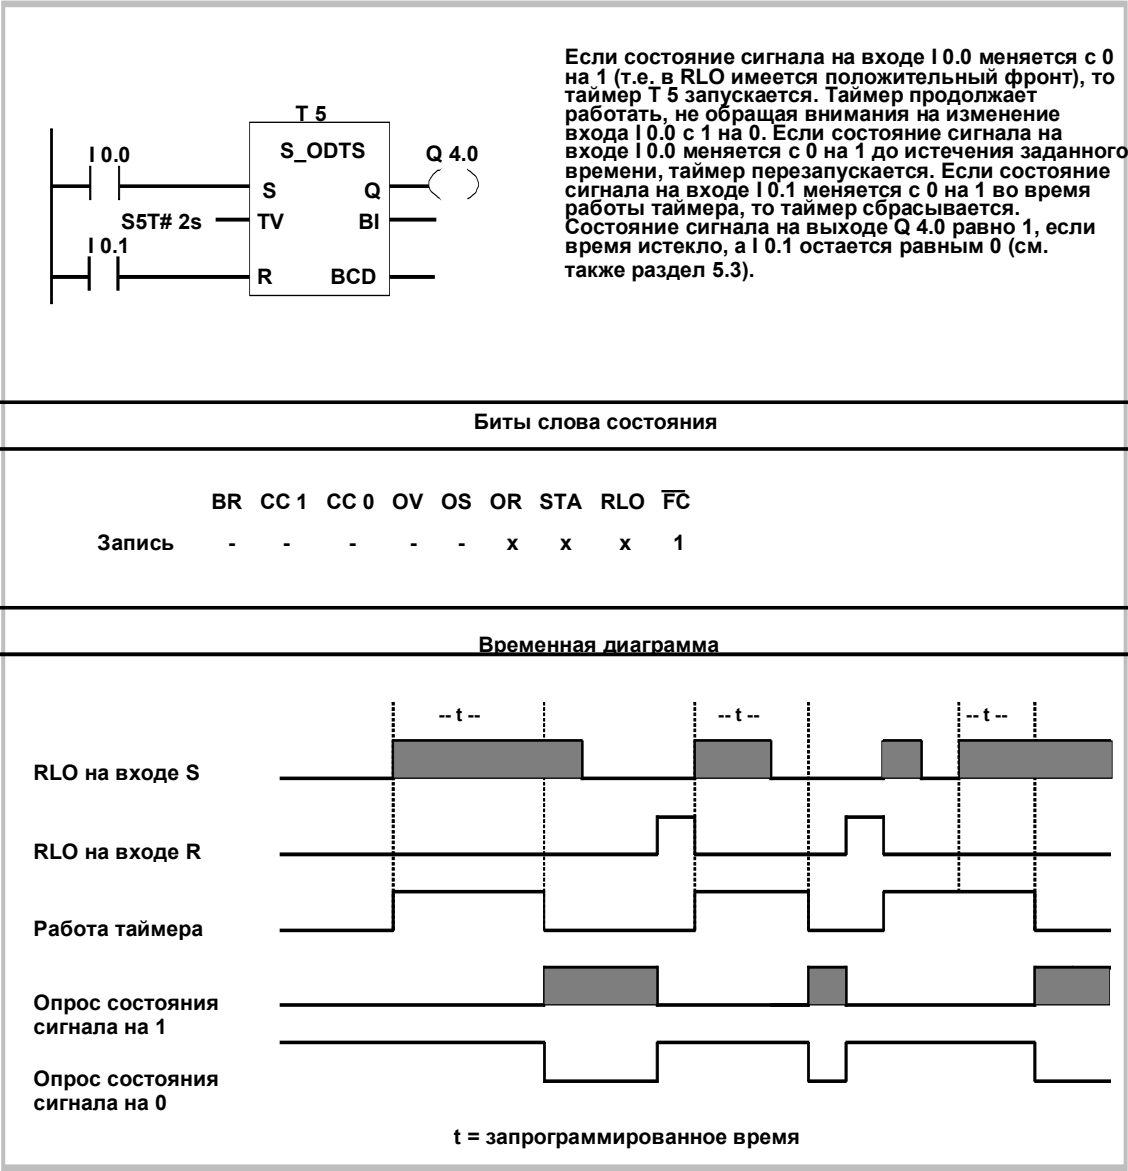 Если состояние сигнала на входе I 0.0 меняется с 0
на 1 (т.е. в RLO имеется положительный фронт), то
таймер T 5 запускается. Таймер продолжает
работать, не обращая внимания на изменение
входа I 0.0 с 1 на 0. Если состояние сигнала на
входе I 0.0 меняется с 0 на 1 до истечения заданного
времени, таймер перезапускается. Если состояние
сигнала на входе I 0.1 меняется с 0 на 1 во время
работы таймера, то таймер сбрасывается.
Состояние сигнала на выходе Q 4.0 равно 1, если
время истекло, а I 0.1 остается равным 0 (см.
также раздел 5.3).
T 5
I 0.0 S_ODTS Q 4.0
S Q
S5T# 2s TV BI
I 0.1
R BCD
Биты слова состояния
BR CC 1 CC 0 OV OS OR STA RLO FC
Запись - - - - - x x x 1
Временная диаграмма
-- t -- -- t -- -- t --
RLO на входе S
RLO на входе R
Работа таймера
Опрос состояния
сигнала на 1
Опрос состояния
сигнала на 0
t = запрограммированное время